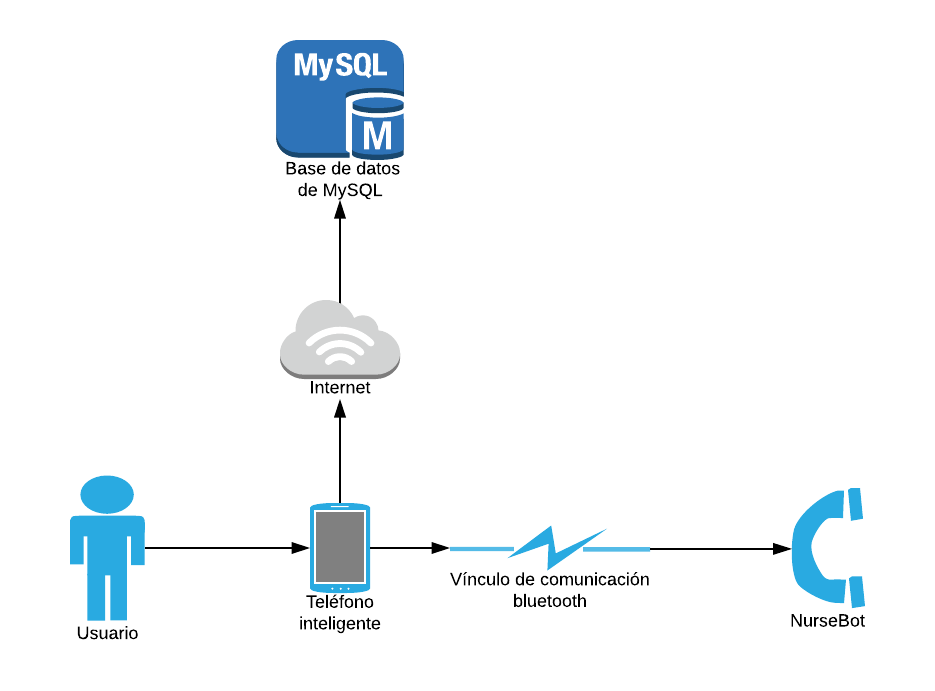 MySQL
M
Base de datos
de MySQL
Internet
Teléfono
inteligente
Usuario
Vínculo de comunicación
bluetooth
NurseBot